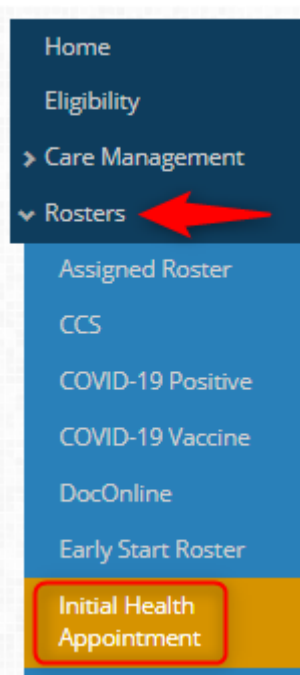 Home
Eligibility
Care Management
Rosters
Assigned Roster
CCS
COVID-19 Positive
COVID-19 Vaccine
DocOnline
Early Start Roster
Initial Health
Appointment